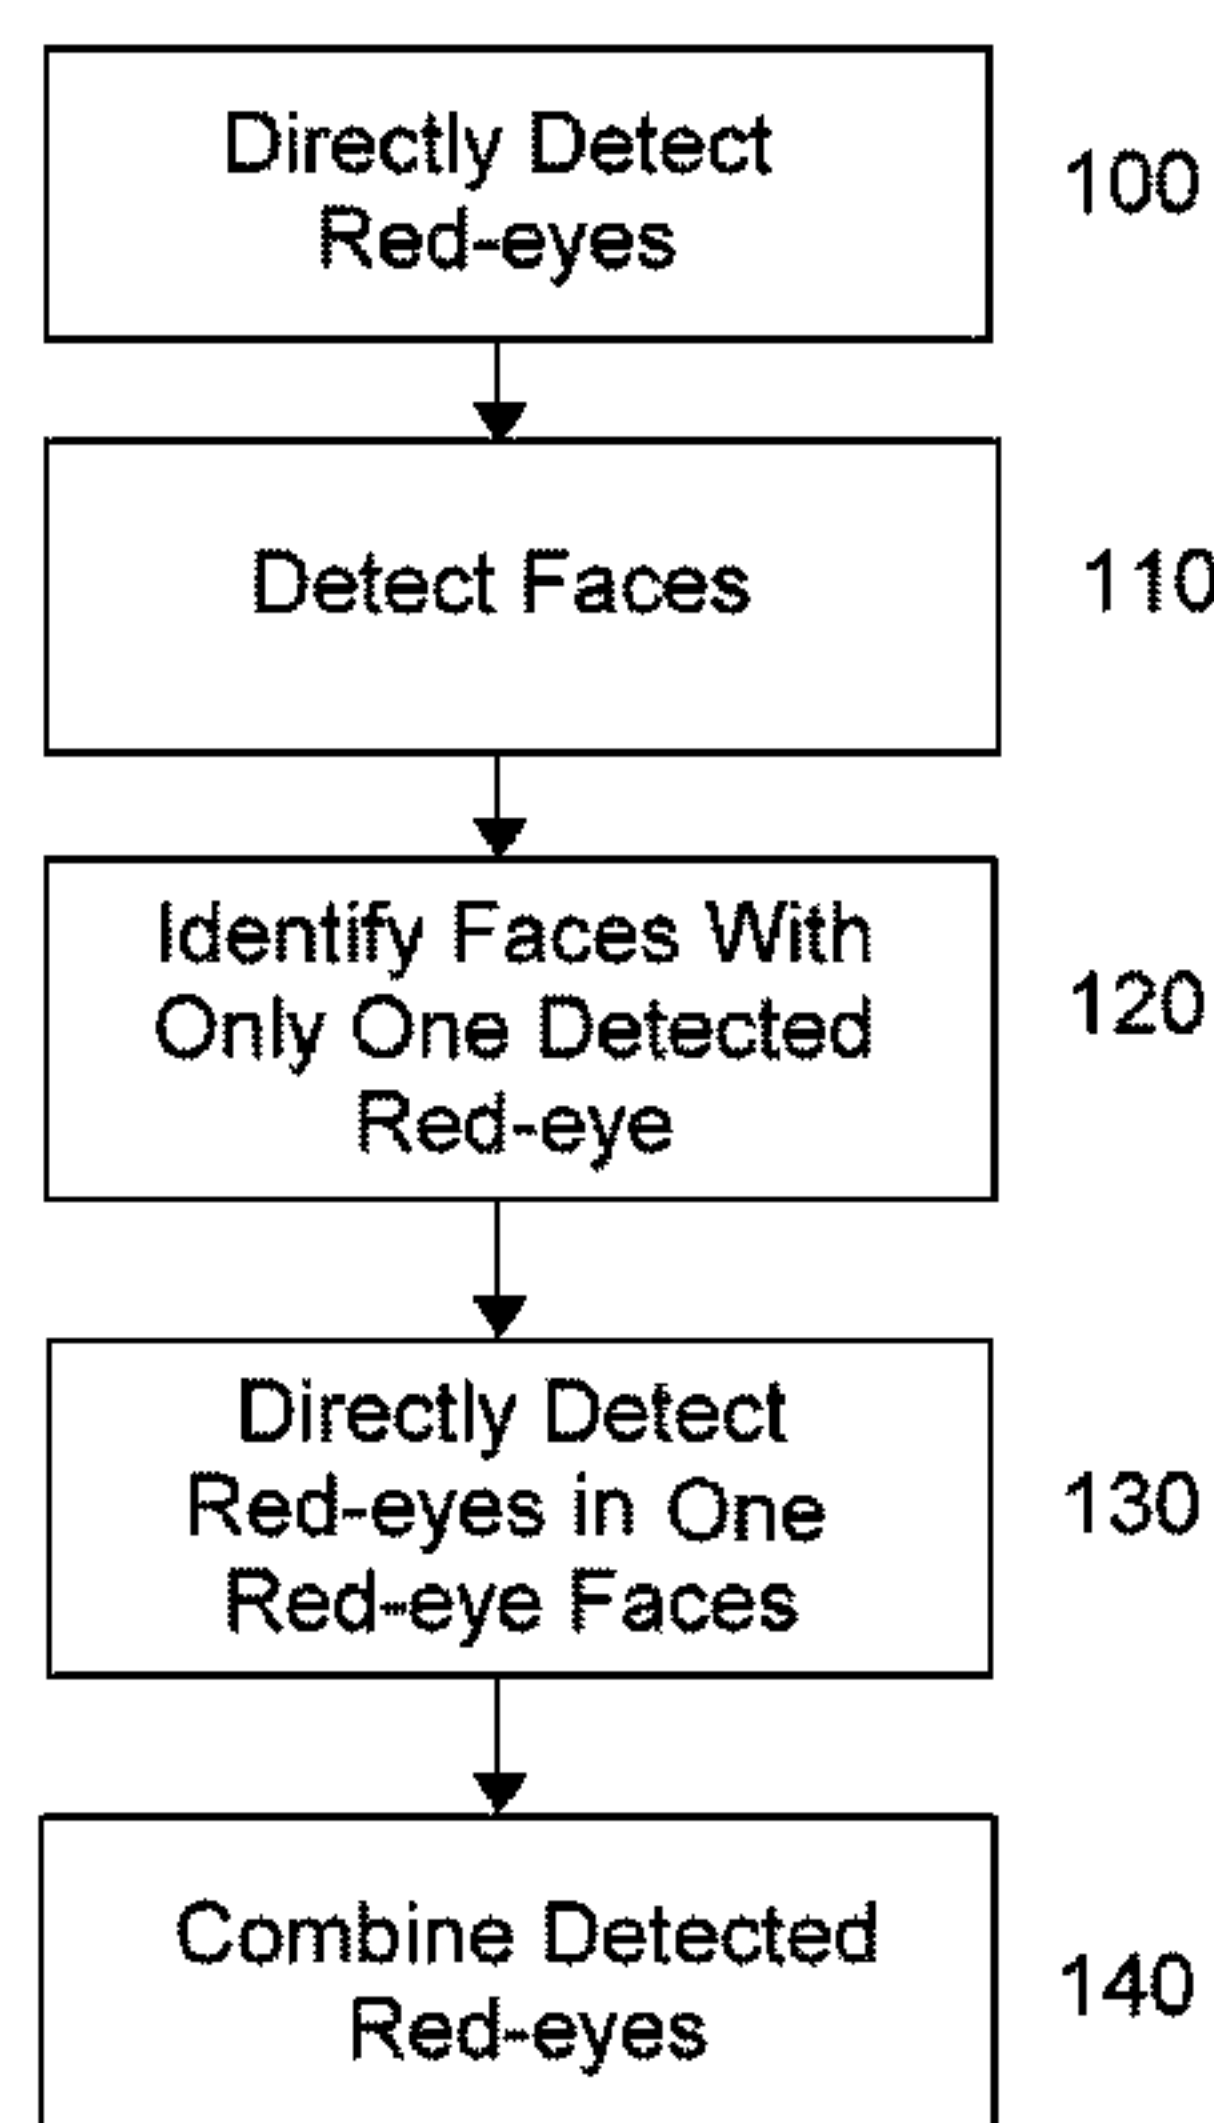 Directly Detect
Red-eyes
100
Detect Faces
110
Identify Faces With
Only One Detected
Red-eye
120
Directly Detect
Red-eyes in One
Red-eye Faces
130
Combine Detected
Red-eyes
140